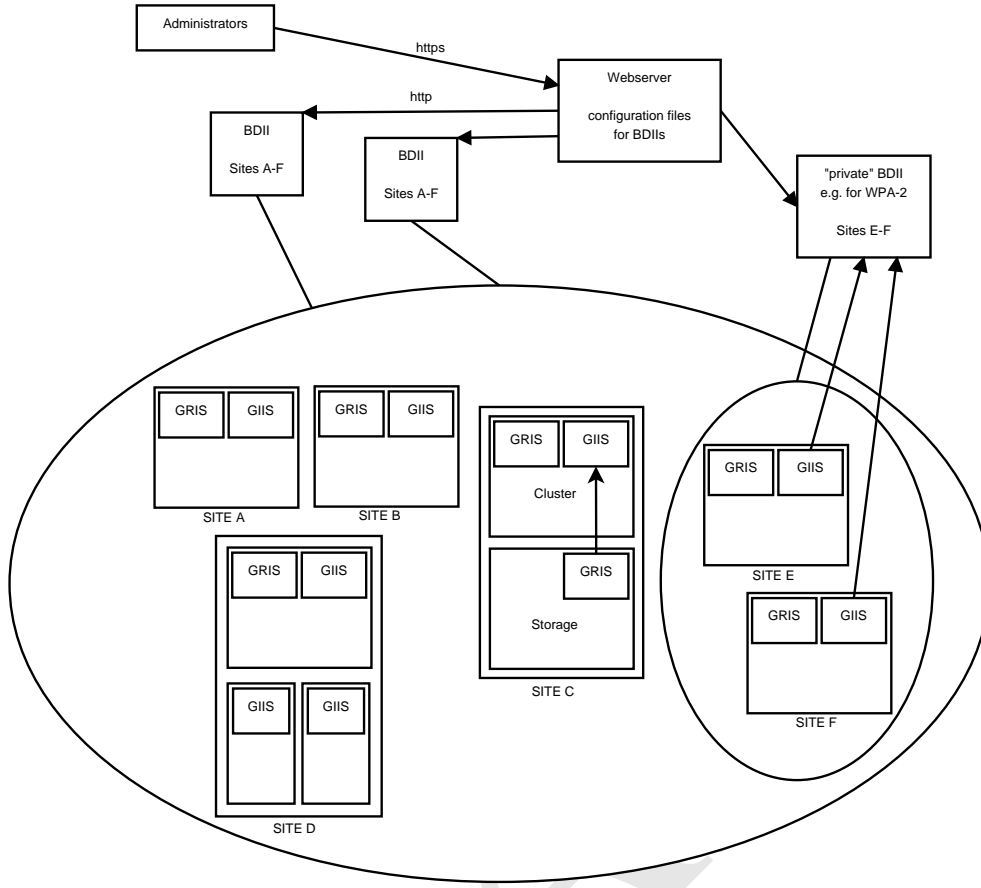 Administrators
https
Webserver
configuration files
for BDIIs
http
BDII
Sites A-F
BDII
Sites A-F
"private" BDII
e.g. for WPA-2
Sites E-F
GRIS
GIIS
SITE A
GRIS
GIIS
SITE B
GRIS
GIIS
Cluster
GRIS
Storage
SITE C
GRIS
GIIS
GIIS
GIIS
SITE D
GRIS
GIIS
SITE E
GRIS
GIIS
SITE F